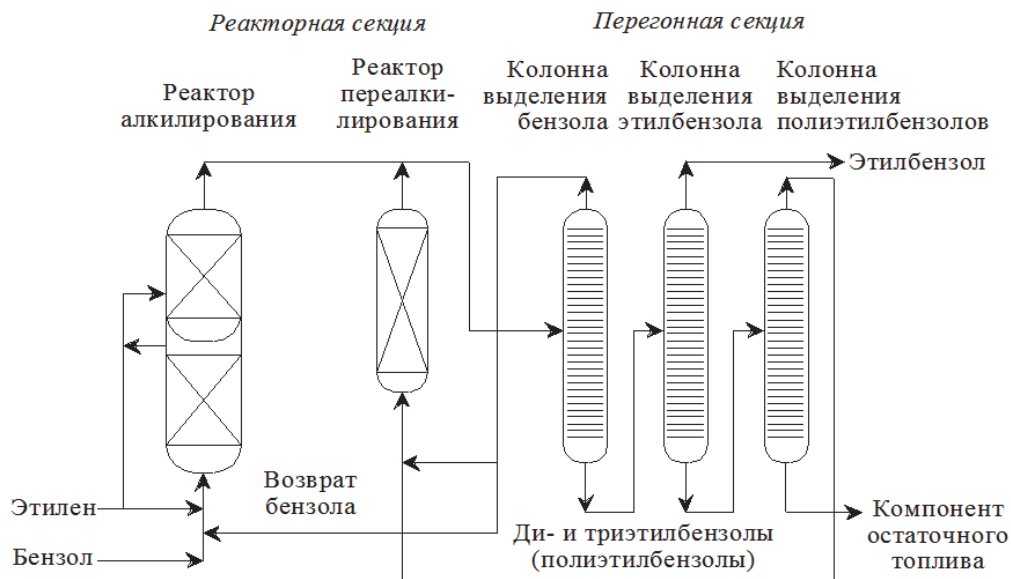 Реакторная секция
Перегонная секция
Реактор
алкилирования
Реактор
переалки-
лирования
Колонна
выделения
бензола
Колонна
выделения
этилбензола
Колонна
выделения
полиэтилбензолов
Этилбензол
Этилен
Бензол
Возврат
бензола
Ди- и триэтилбензолы
(полиэтилбензолы)
Компонент
остаточного
топлива